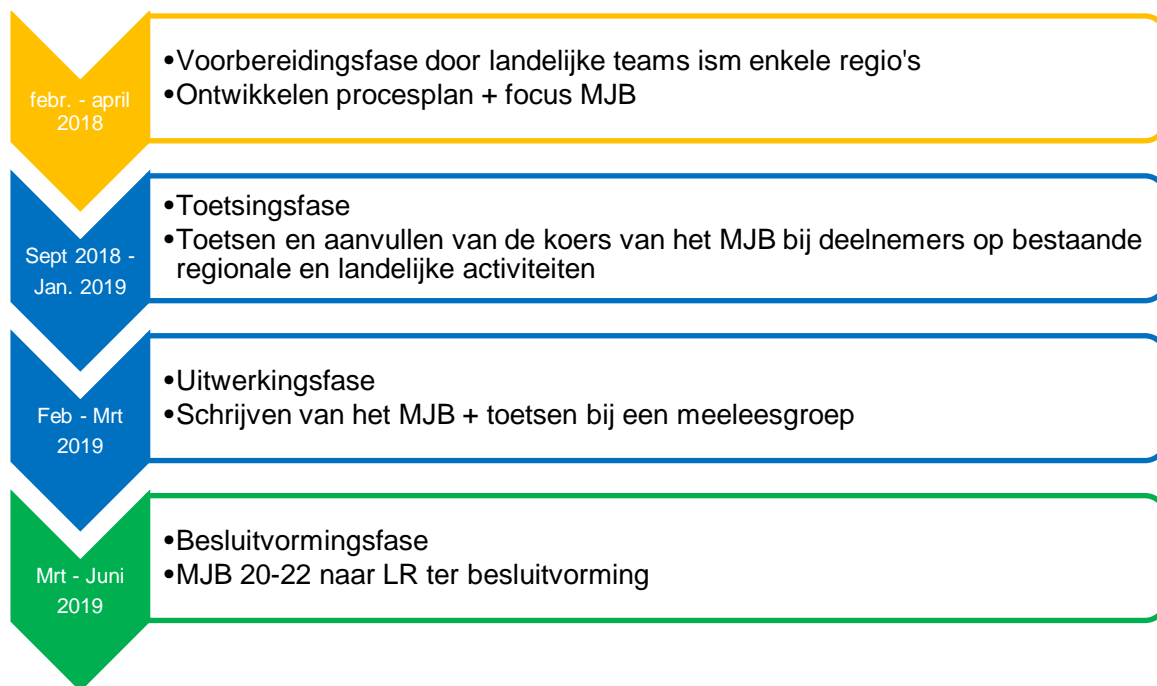 febr. - april
2018
•Voorbereidingsfase door landelijke teams ism enkele regio's
•Ontwikkelen procesplan + focus MJB
Sept 2018 -
Jan. 2019
•Toetsingsfase
•Toetsen en aanvullen van de koers van het MJB bij deelnemers op bestaande
regionale en landelijke activiteiten
Feb - Mrt
2019
•Uitwerkingsfase
•Schrijven van het MJB + toetsen bij een meeleesgroep
Mrt - Juni
2019
•Besluitvormingsfase
•MJB 20-22 naar LR ter besluitvorming